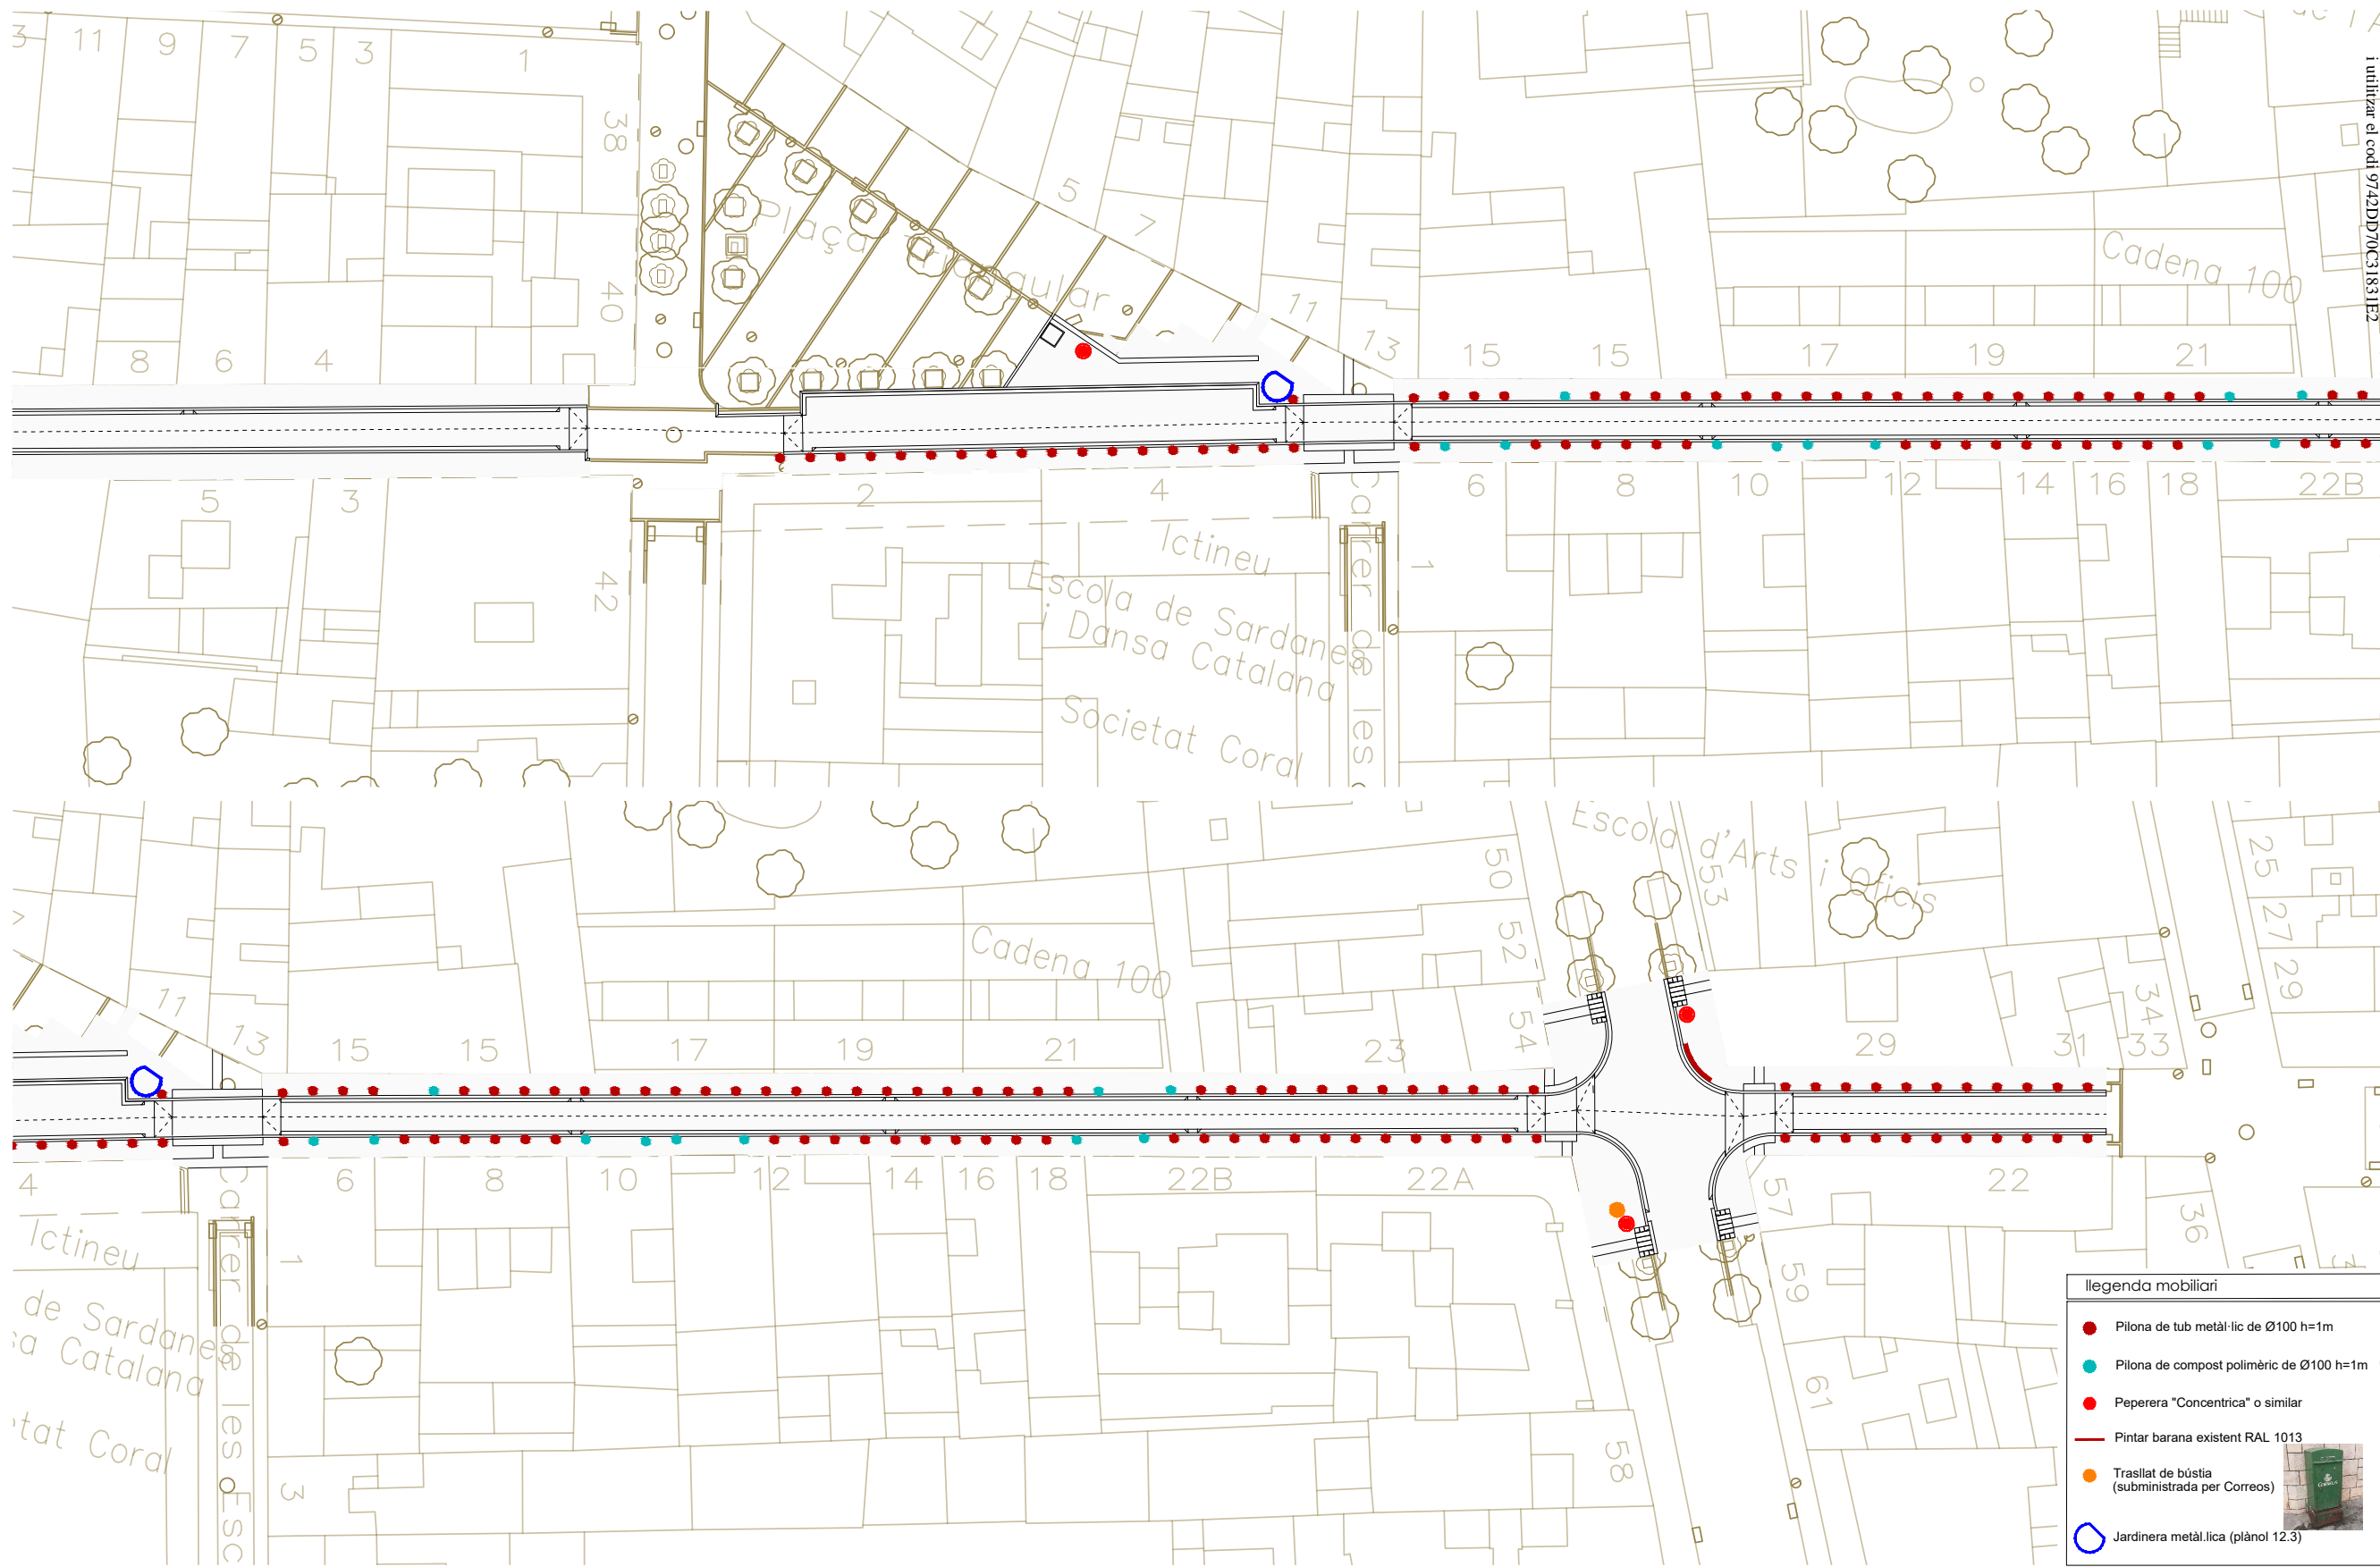 3
11
9
7
5
3
1
38
40
8
6
4
Plaça Triangular
5
7
11
13
15
15
17
19
21
Cadena 100
i utilitzar el codi 9742DD70C31831E2
5
3
42
2
4
Ictineu
Escola de Sardanes
i Dansa Catalana
Societat Coral
Carrer de les
1
6
8
10
12
14
16
18
22B
11
13
15
15
17
19
21
23
Cadena 100
50
52
54
Escola d'Arts i Oficis
53
29
31
33
34
25
27
29
4
Ictineu
de Sardanes
sa Catalana
etat Coral
Carrer de les Esc
1
3
6
8
10
12
14
16
18
22B
22A
58
57
59
61
22
36
llegenda mobiliari
Pilona de tub metàl·lic de Ø100 h=1m
Pilona de compost polimèric de Ø100 h=1m
Peperera "Concentrica" o similar
Pintar barana existent RAL 1013
Trasllat de bústia
(subministrada per Correos)
Jardinera metàl.lica (plànol 12.3)